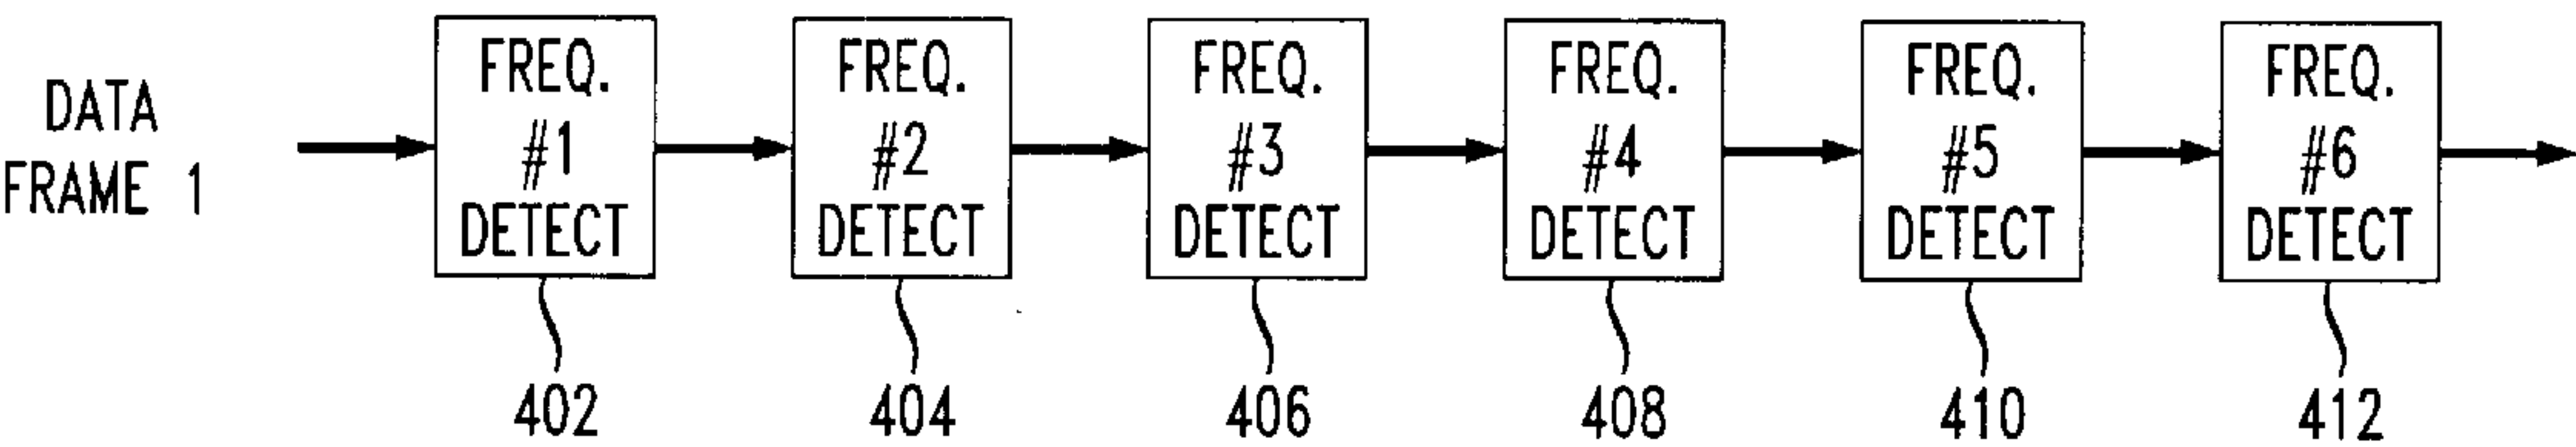 DATA
FRAME 1
FREQ.
#1
DETECT
FREQ.
#2
DETECT
FREQ.
#3
DETECT
FREQ.
#4
DETECT
FREQ.
#5
DETECT
FREQ.
#6
DETECT
402
404
406
408
410
412